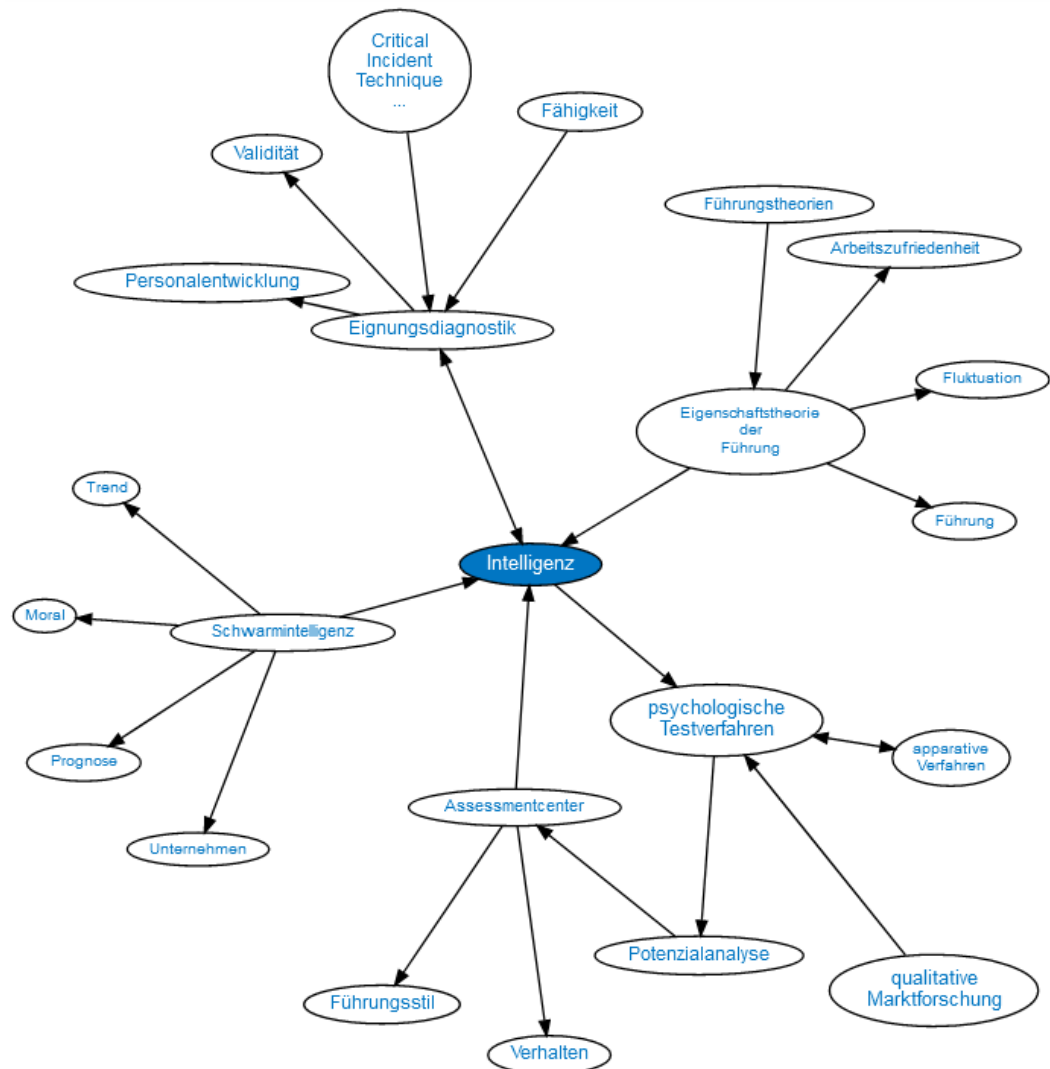 Critical
Incident
Technique
...
Fähigkeit
Validität
Führungstheorien
Arbeitszufriedenheit
Personalentwicklung
Eignungsdiagnostik
Fluktuation
Eigenschaftstheorie
der
Führung
Trend
Führung
Intelligenz
Moral
Schwarmintelligenz
psychologische
Testverfahren
Prognose
apparative
Verfahren
Assessmentcenter
Unternehmen
Potenzialanalyse
qualitative
Marktforschung
Führungsstil
Verhalten